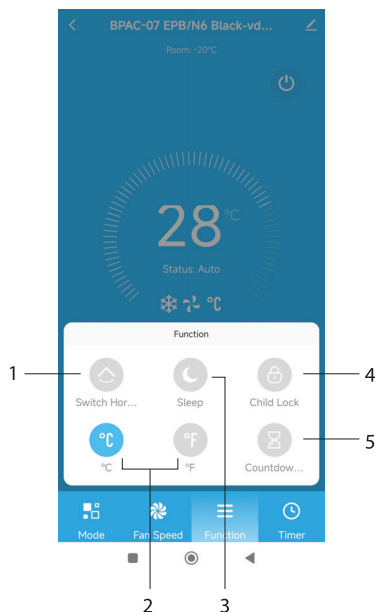 BPAC-07 EPB/N6 Black-vd...
Room: -20°C
28 °C
Status: Auto
°C
Function
1
4
Switch Hor...
Sleep
Child Lock
°C
°F
5
°C
°F
Countdow...
Mode
Fan Speed
Function
Timer
2
3